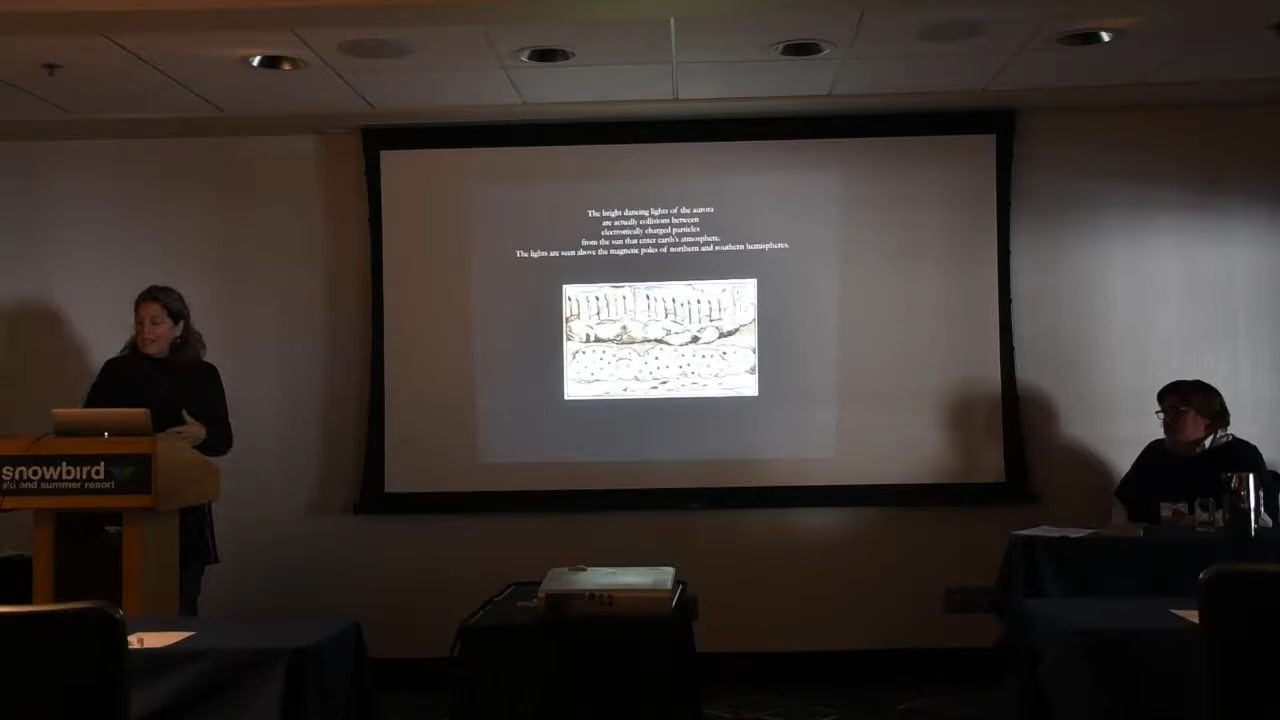 The bright dancing lights of the aurora
are actually collisions between
electronically charged particles
from the sun that enter earth's atmosphere.
The lights are seen above the magnetic poles of northern and southern hemispheres.
snowbird
ski and summer resort